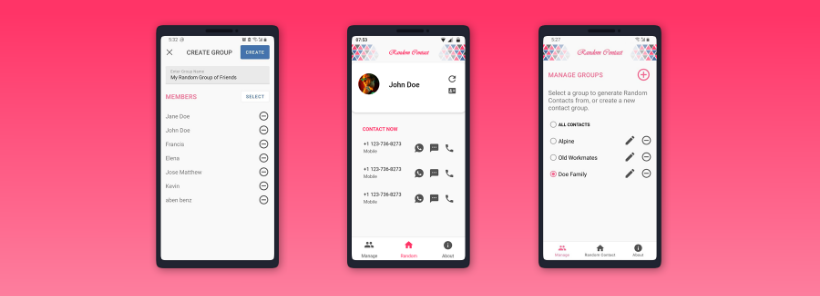 5:02
CREATE GROUP
CREATE
Enter Group Name
My Random Group of Friends
MEMBERS
SELECT
Jane Doe
John Doe
Francis
Elena
Jose Matthew
Kevin
aben benz
07:33
Random Contact
John Doe
CONTACT NOW
+1 123-736-8273
Mobile
+1 123-736-8273
Mobile
+1 123-736-8273
Mobile
Manage
Random
About
5:27
Random Contact
MANAGE GROUPS
Select a group to generate Random
Contacts from, or create a new
contact group.
ALL CONTACTS
Alpine
Old Workmates
Doe Family
Manage
Random Contact
About